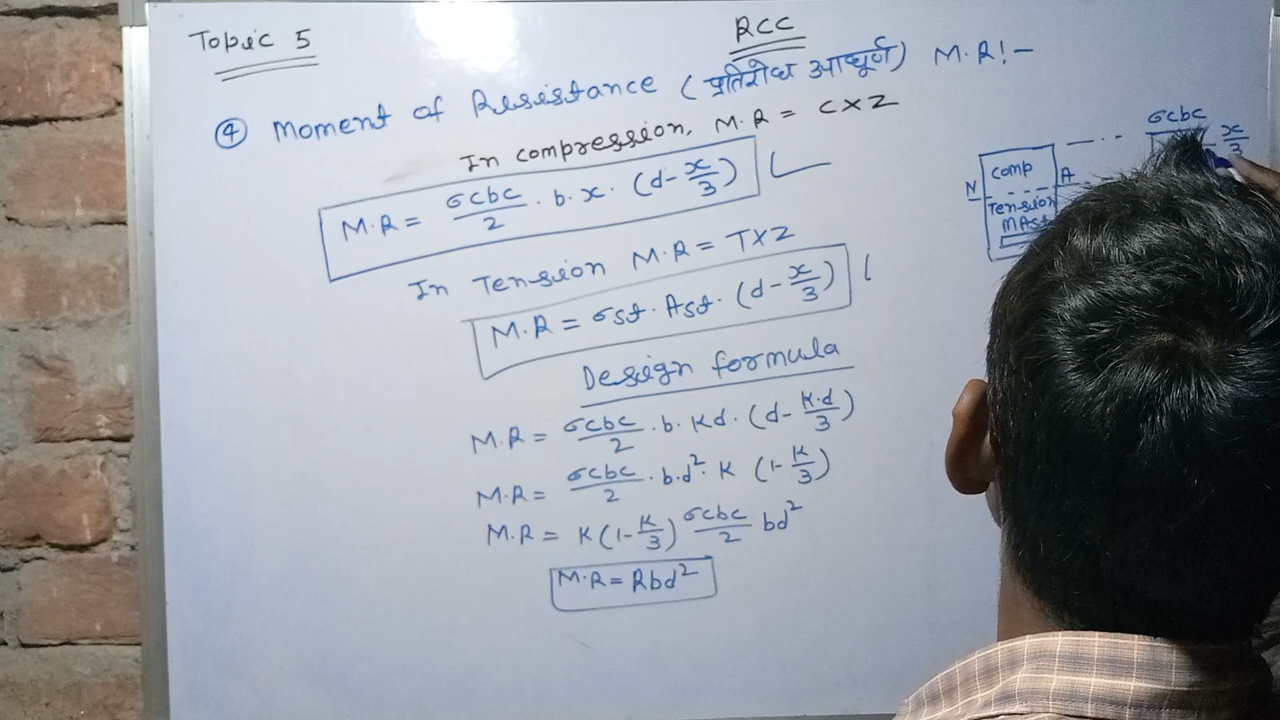 Topic 5
RCC
④ Moment of Resistance (प्रतिरोध आघूर्ण) M.R!-
In compression, M.R = C×Z
M.R = σcbc/2 . b. x. (d-x/3)
In Tension M.R = T×Z
M.R = σst. Ast. (d-x/3)
Design formula
M.R = σcbc/2 . b. Kd. (d-K.d/3)
M.R = σcbc/2 . b.d². K (1-K/3)
M.R = K(1-K/3) σcbc/2 bd²
M.R = Rbd²
σcbc
x/3
comp
N A
Tension